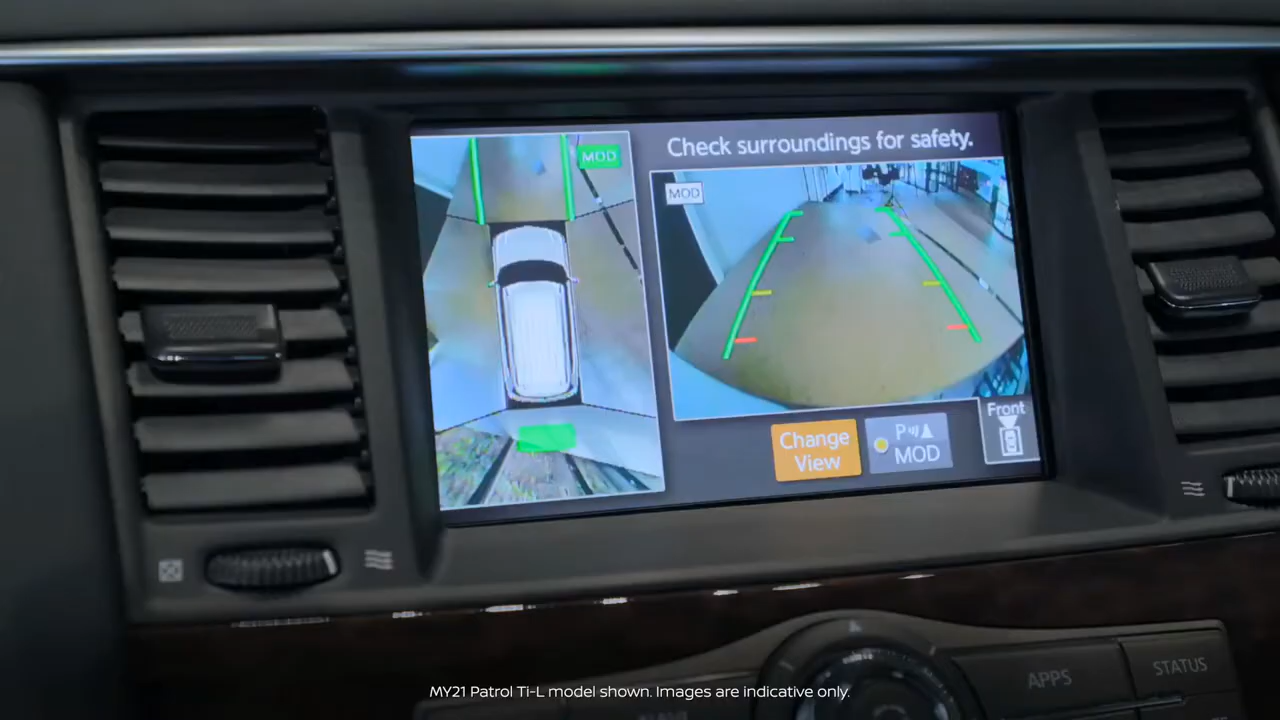 MOD
Check surroundings for safety.
MOD
Change
View
P
MOD
Front
APPS
STATUS
MY21 Patrol Ti-L model shown. Images are indicative only.